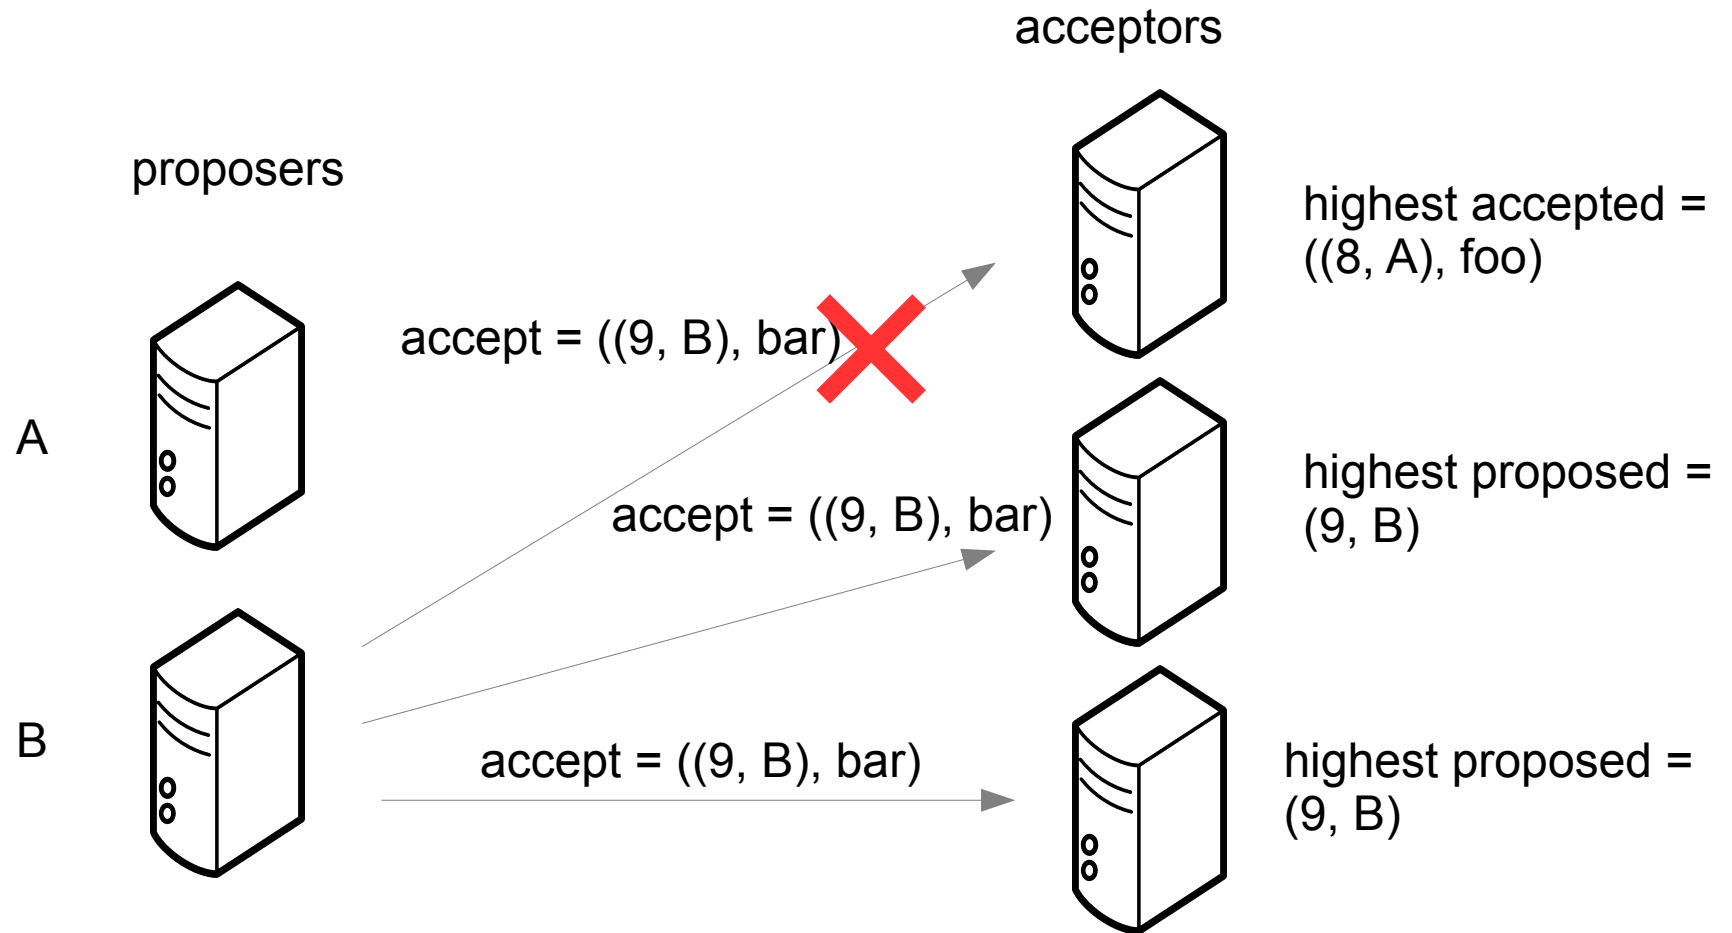 acceptors
proposers
highest accepted =
((8, A), foo)
accept = ((9, B), bar)
A
highest proposed =
(9, B)
accept = ((9, B), bar)
B
accept = ((9, B), bar)
highest proposed =
(9, B)